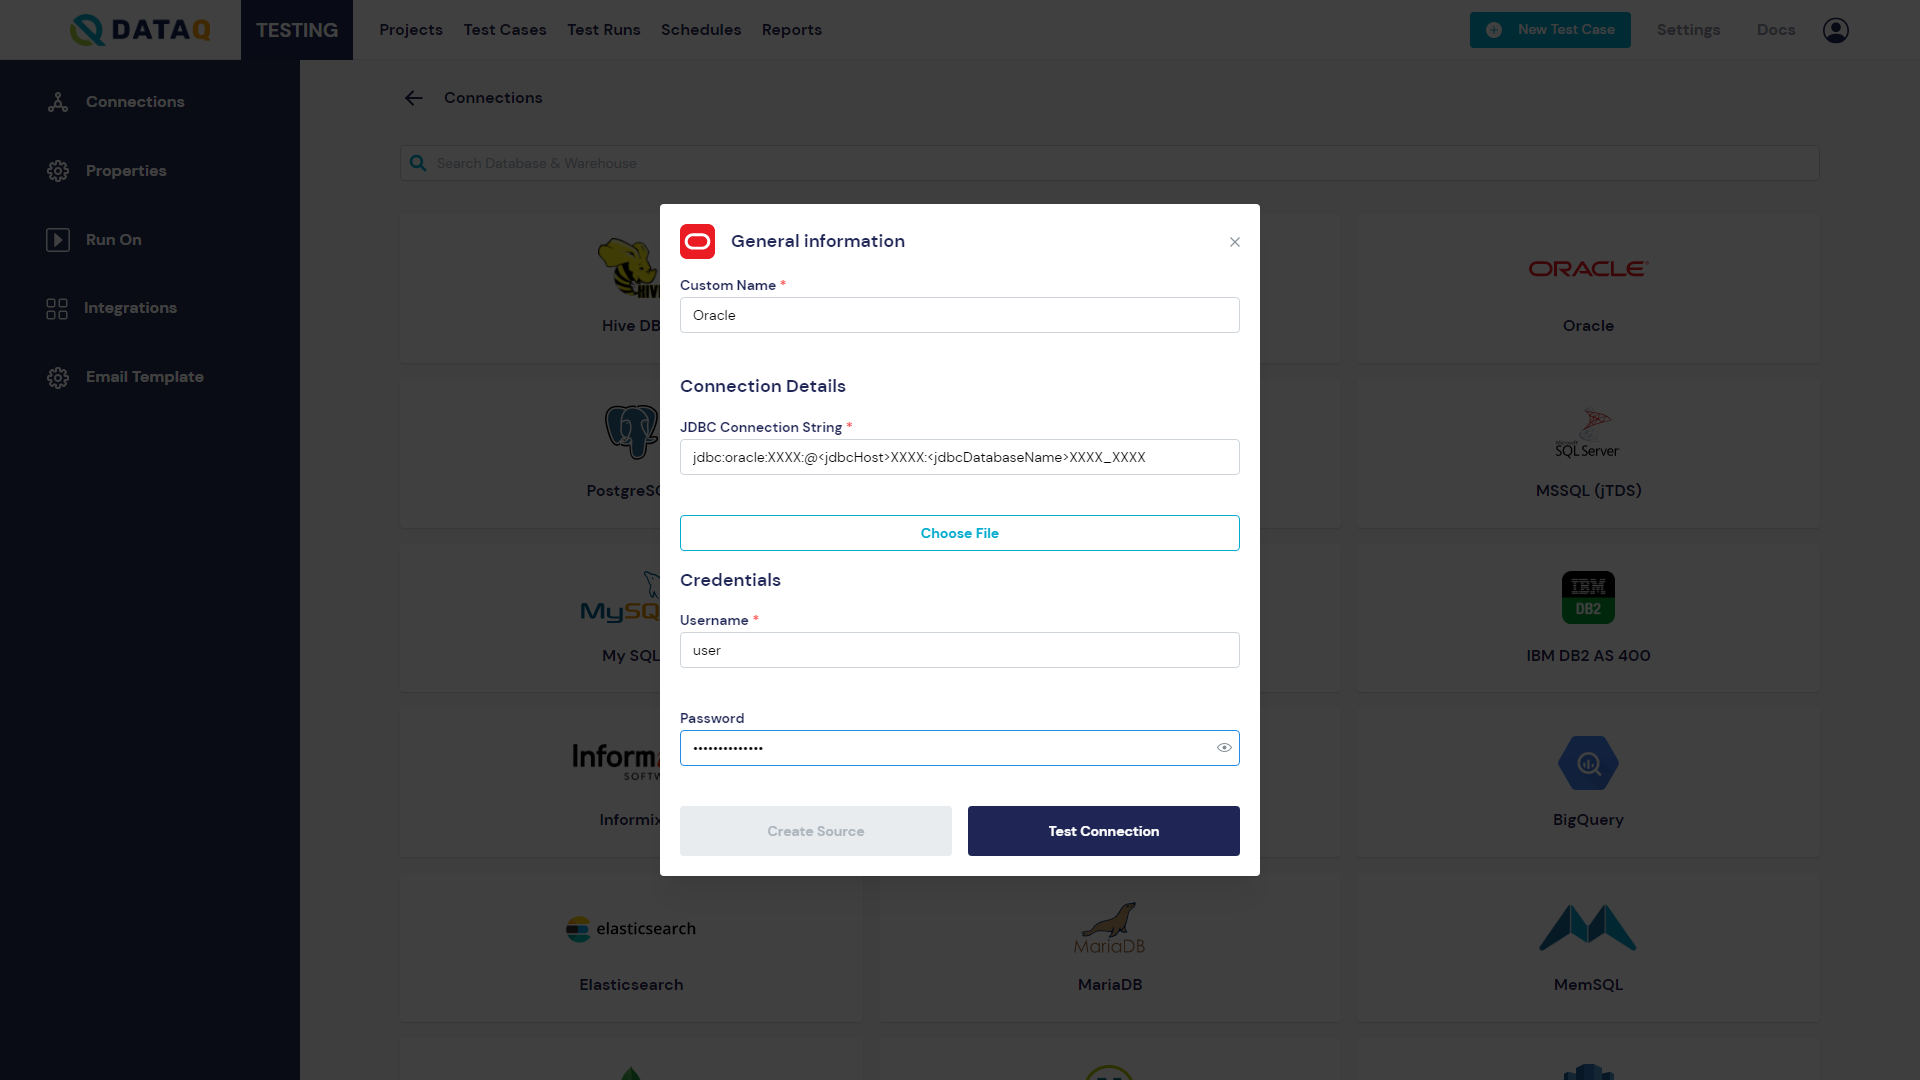 DATAQ
TESTING
Projects
Test Cases
Test Runs
Schedules
Reports
New Test Case
Settings
Docs
Connections
Properties
Run On
Integrations
Email Template
Connections
Search Database & Warehouse
General information
Custom Name *
Oracle
Connection Details
JDBC Connection String *
jdbc:oracle:XXXX:@<jdbcHost>XXXX:<jdbcDatabaseName>XXXX_XXXX
Choose File
Credentials
Username *
user
Password
••••••••••••••
Create Source
Test Connection
Hive DB
ORACLE
Oracle
PostgreSQ
SQL Server
MSSQL (jTDS)
MySQ
My SQL
IBM
DB2
IBM DB2 AS 400
Inform
SOFTW
Informix
BigQuery
elasticsearch
Elasticsearch
MariaDB
MariaDB
MemSQL